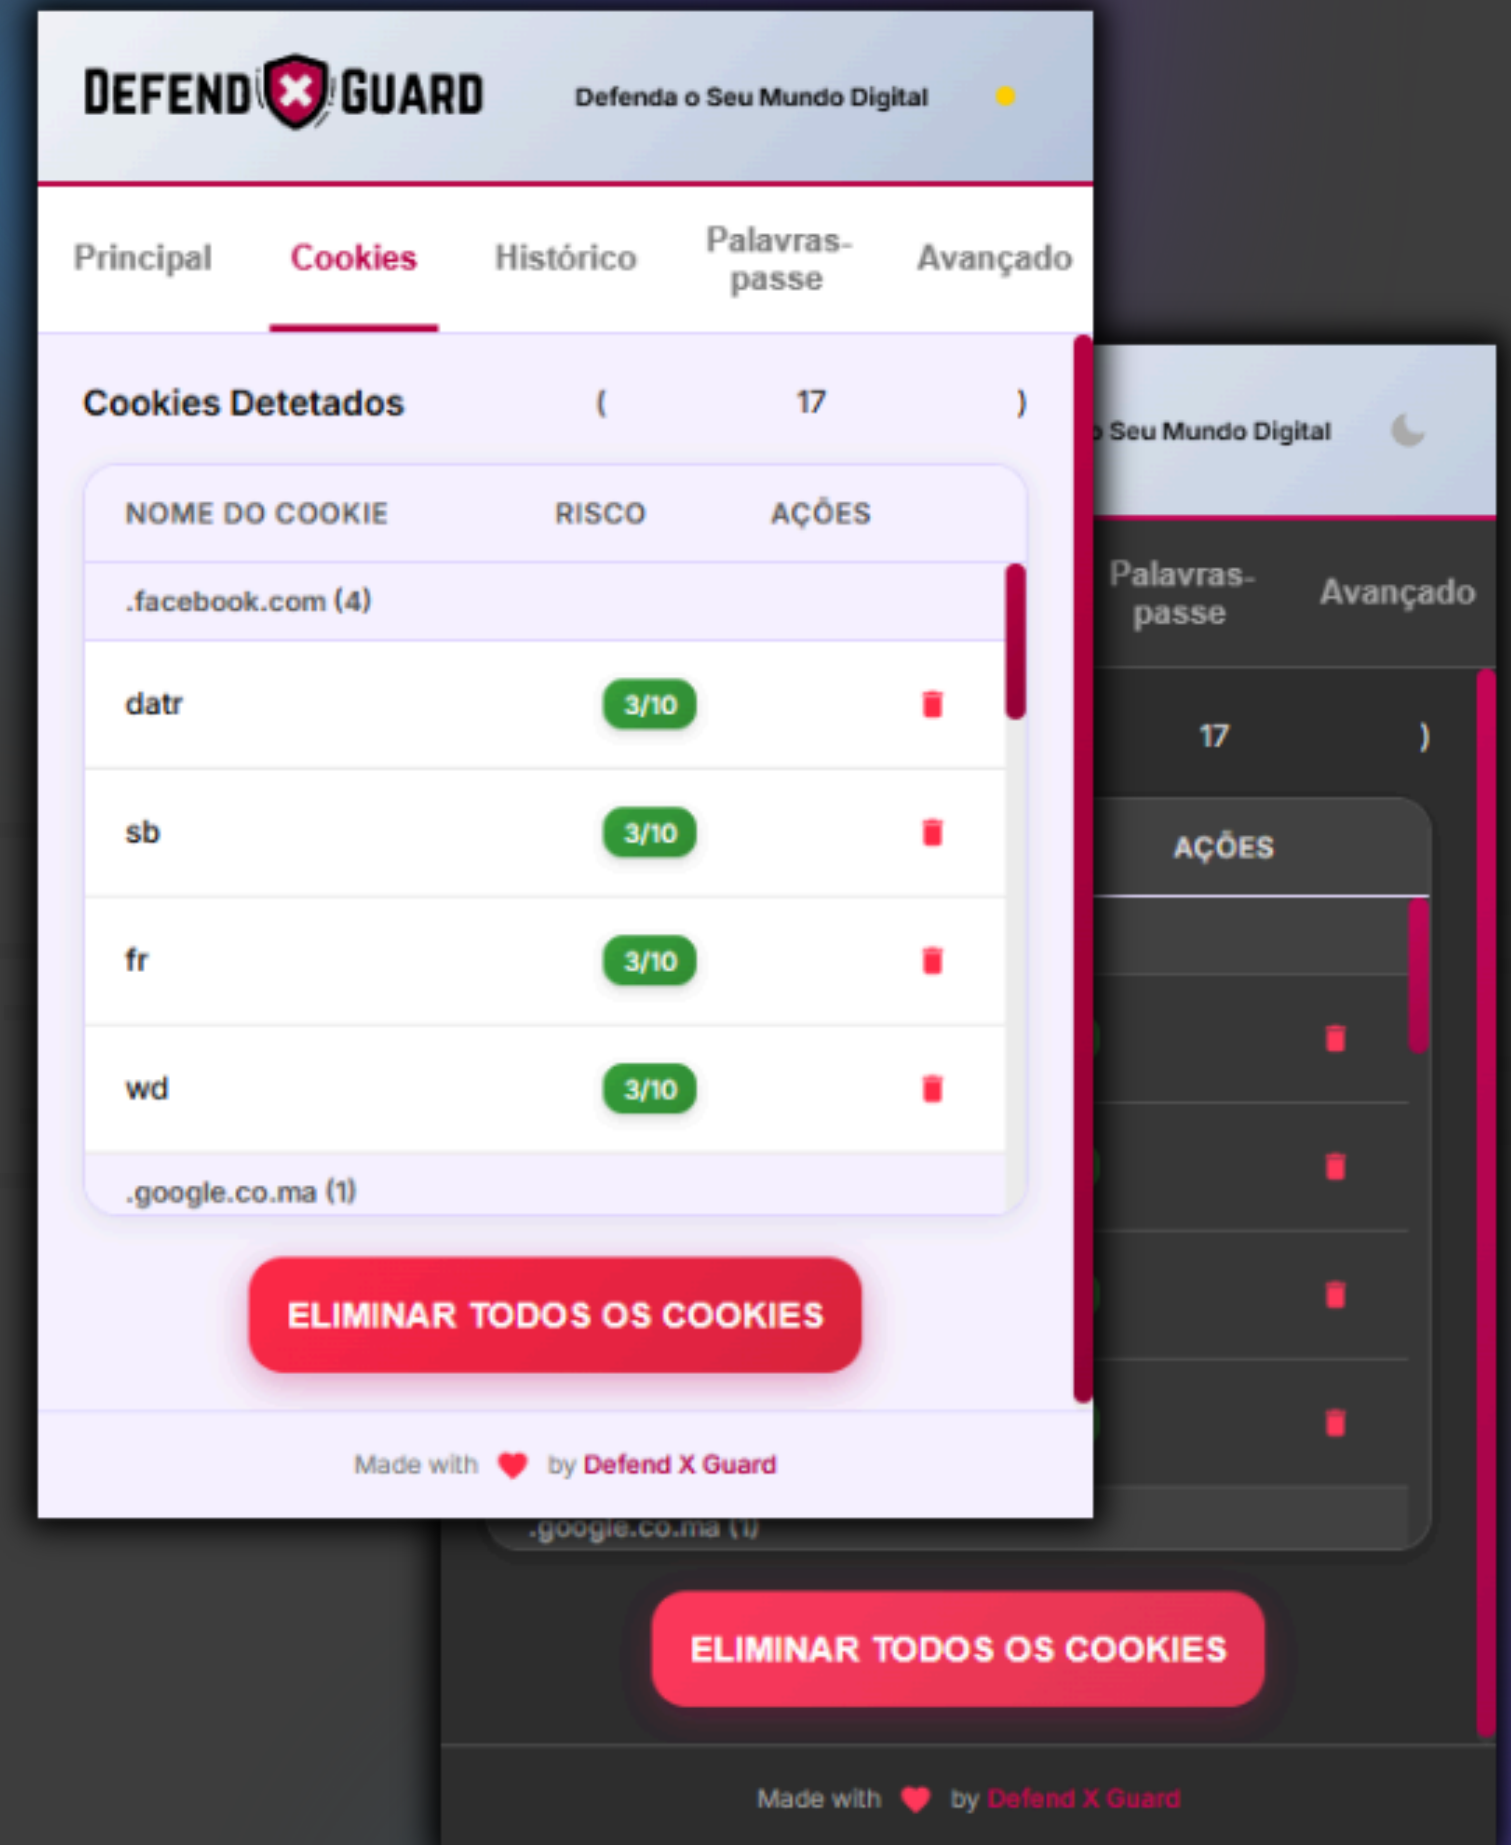 DEFEND X GUARD
Defenda o Seu Mundo Digital
Principal
Cookies
Histórico
Palavras-
passe
Avançado
Cookies Detetados ( 17 )
NOME DO COOKIE RISCO AÇÕES
.facebook.com (4)
datr 3/10
sb 3/10
fr 3/10
wd 3/10
.google.co.ma (1)
ELIMINAR TODOS OS COOKIES
Made with ❤ by Defend X Guard
o Seu Mundo Digital
Palavras-
passe
Avançado
17 )
AÇÕES
.google.co.ma (1)
ELIMINAR TODOS OS COOKIES
Made with ❤ by Defend X Guard